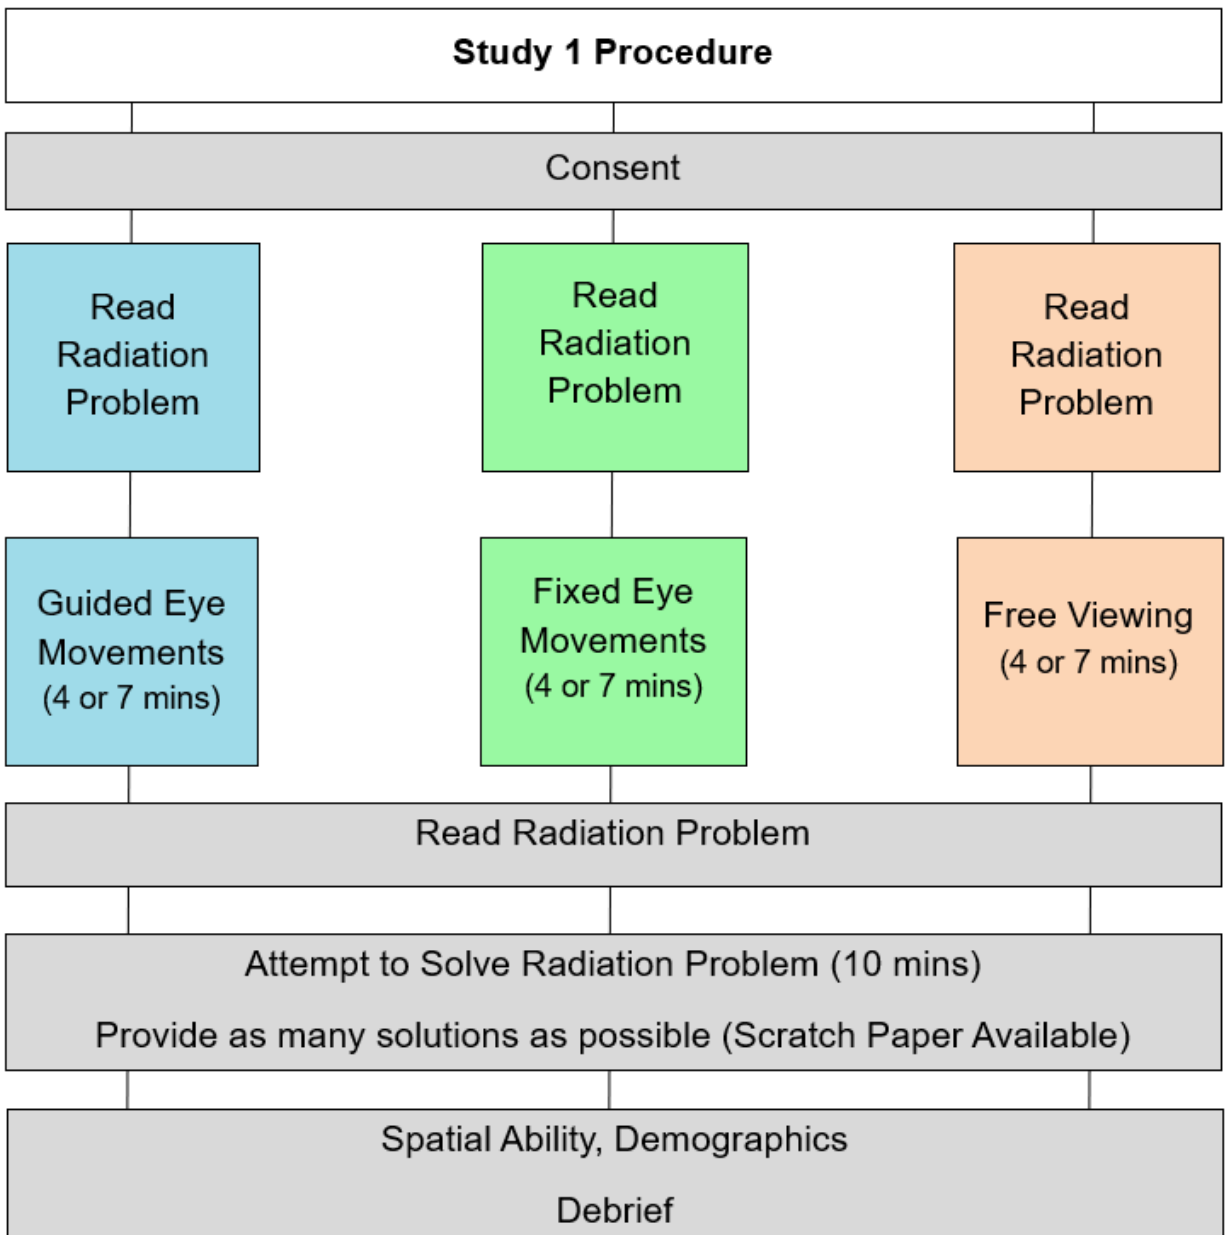 Study 1 Procedure
Consent
Read
Radiation
Problem
Read
Radiation
Problem
Read
Radiation
Problem
Guided Eye
Movements
(4 or 7 mins)
Fixed Eye
Movements
(4 or 7 mins)
Free Viewing
(4 or 7 mins)
Read Radiation Problem
Attempt to Solve Radiation Problem (10 mins)
Provide as many solutions as possible (Scratch Paper Available)
Spatial Ability, Demographics
Debrief